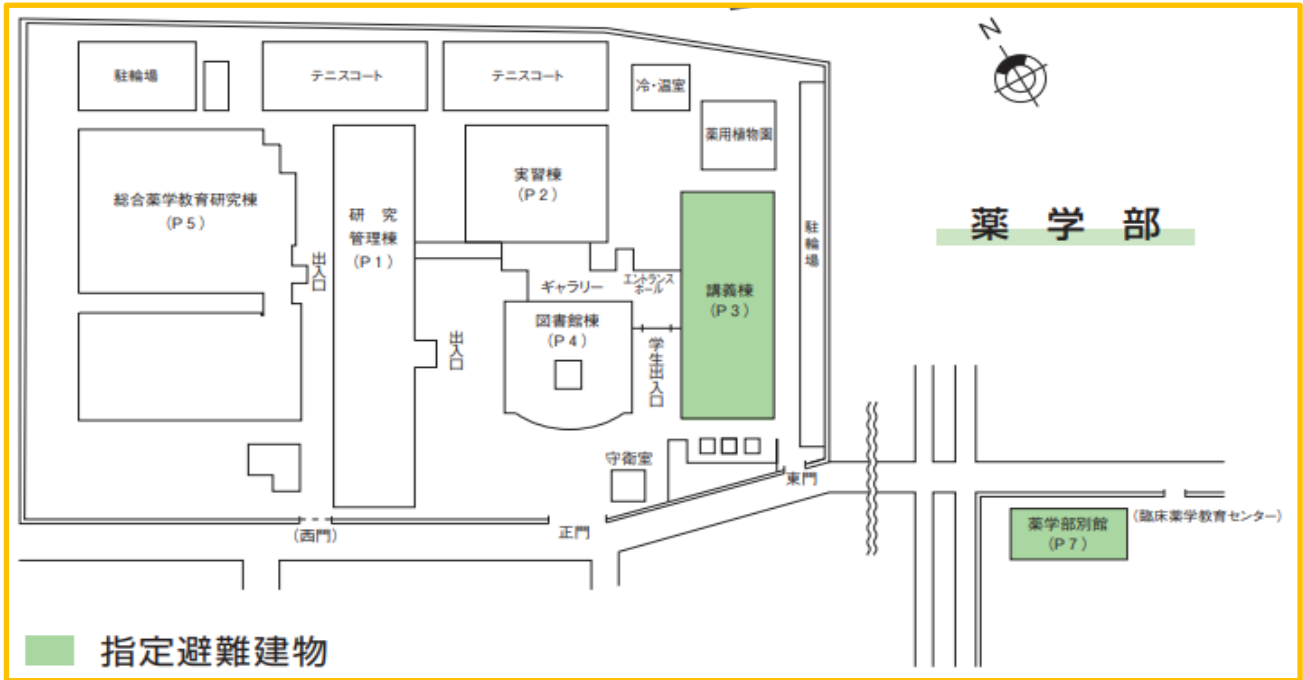 N
駐輪場
テニスコート
テニスコート
冷・温室
薬用植物園
総合薬学教育研究棟
(P5)
研 究
管理棟
(P1)
実習棟
(P2)
出入口
ギャラリー
エントランス
ホール
講義棟
(P3)
駐輪場
薬 学 部
図書館棟
(P4)
出入口
学生出入口
守衛室
東門
(西門)
正門
薬学部別館
(P7)
(臨床薬学教育センター)
指定避難建物